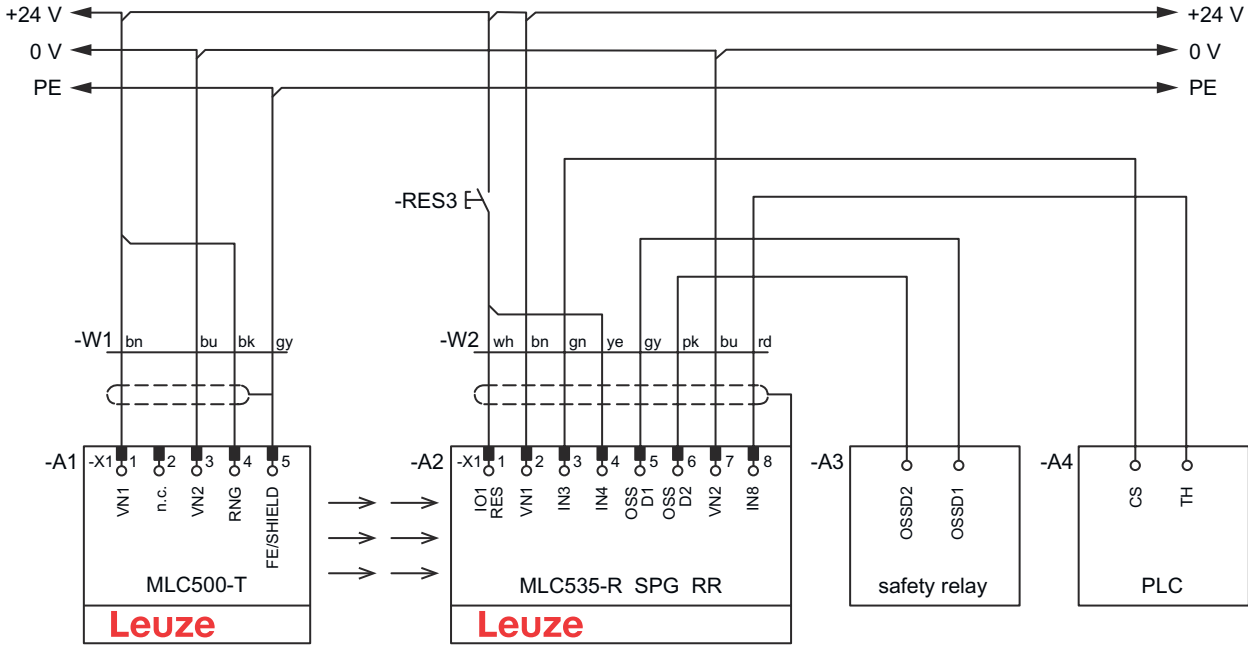 +24 V
+24 V
0 V
0 V
PE
PE
-RES3
-W1 bn bu bk gy
-W2 wh bn gn ye gy pk bu rd
-A1 -X1 1 2 3 4 5
VN1
n.c.
VN2
RNG
FE/SHIELD
MLC500-T
Leuze
-A2 -X1 1 2 3 4 5 6 7 8
IO1
RES
VN1
IN3
IN4
OSS
D1
OSS
D2
VN2
IN8
MLC535-R SPG RR
Leuze
-A3
OSSD2
OSSD1
safety relay
-A4
CS
TH
PLC